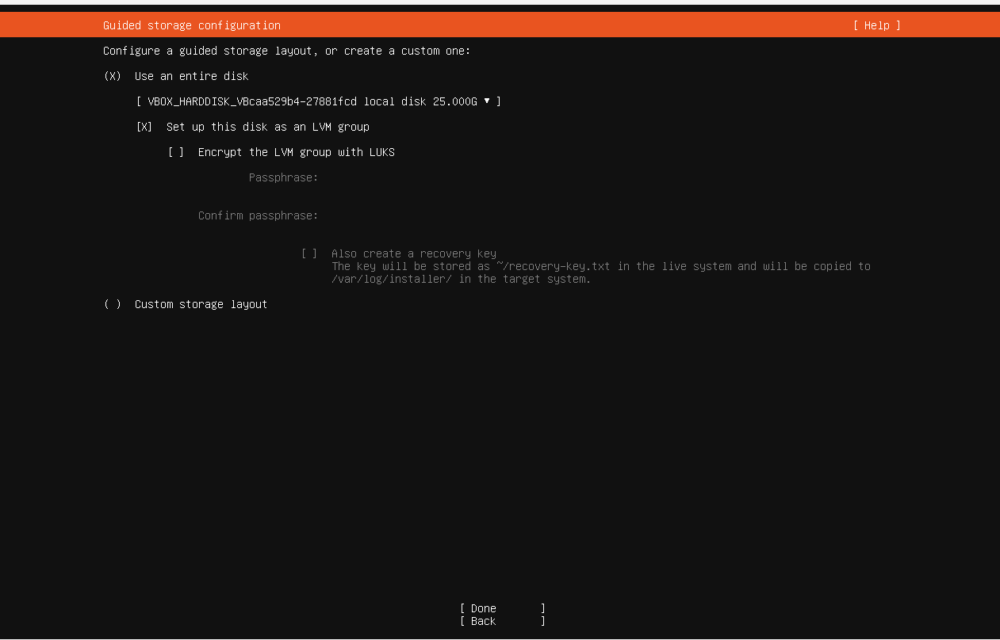 Guided storage configuration [ Help ]
Configure a guided storage layout, or create a custom one:
(X) Use an entire disk
[ VBOX_HARDDISK_VBcaa529b4-27881fcd local disk 25.000G ▾ ]
[X] Set up this disk as an LVM group
[ ] Encrypt the LVM group with LUKS
Passphrase:
Confirm passphrase:
[ ] Also create a recovery key
The key will be stored as ~/recovery-key.txt in the live system and will be copied to
/var/log/installer/ in the target system.
( ) Custom storage layout
[ Done ]
[ Back ]